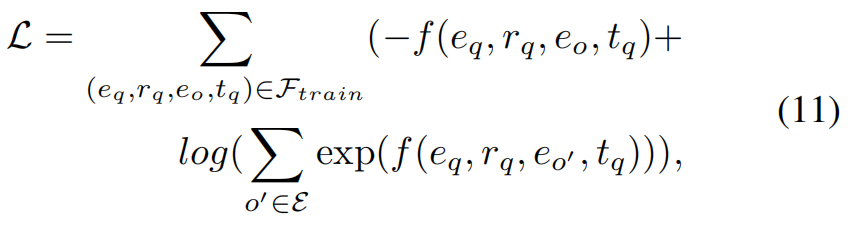 ℒ = ∑_{(e_q,r_q,e_o,t_q)∈ℱ_{train}} (−f(e_q, r_q, e_o, t_q)+
log(∑_{o′∈ℰ} exp(f(e_q, r_q, e_{o′}, t_q))),
(11)